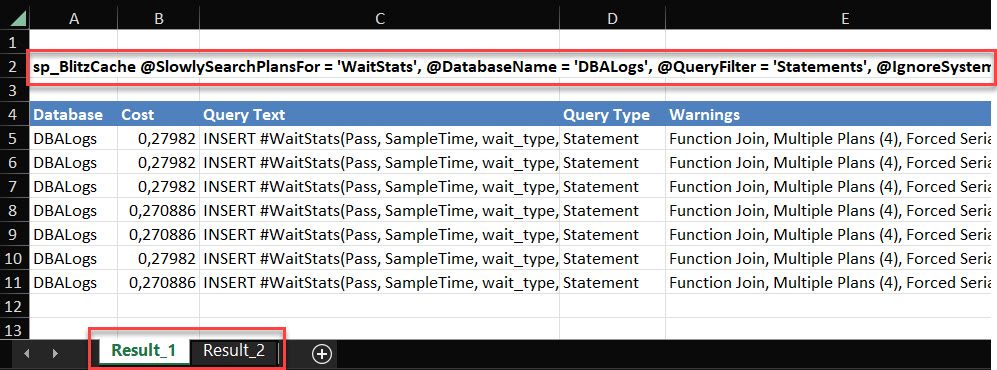 A B C D E
1
2 sp_BlitzCache @SlowlySearchPlansFor = 'WaitStats', @DatabaseName = 'DBALogs', @QueryFilter = 'Statements', @IgnoreSystem
3
4 Database Cost Query Text Query Type Warnings
5 DBALogs 0,27982 INSERT #WaitStats(Pass, SampleTime, wait_type, Statement Function Join, Multiple Plans (4), Forced Seria
6 DBALogs 0,27982 INSERT #WaitStats(Pass, SampleTime, wait_type, Statement Function Join, Multiple Plans (4), Forced Seria
7 DBALogs 0,27982 INSERT #WaitStats(Pass, SampleTime, wait_type, Statement Function Join, Multiple Plans (4), Forced Seria
8 DBALogs 0,270886 INSERT #WaitStats(Pass, SampleTime, wait_type, Statement Function Join, Multiple Plans (4), Forced Seria
9 DBALogs 0,270886 INSERT #WaitStats(Pass, SampleTime, wait_type, Statement Function Join, Multiple Plans (4), Forced Seria
10 DBALogs 0,27982 INSERT #WaitStats(Pass, SampleTime, wait_type, Statement Function Join, Multiple Plans (4), Forced Seria
11 DBALogs 0,270886 INSERT #WaitStats(Pass, SampleTime, wait_type, Statement Function Join, Multiple Plans (4), Forced Seria
12
13
Result_1 Result_2